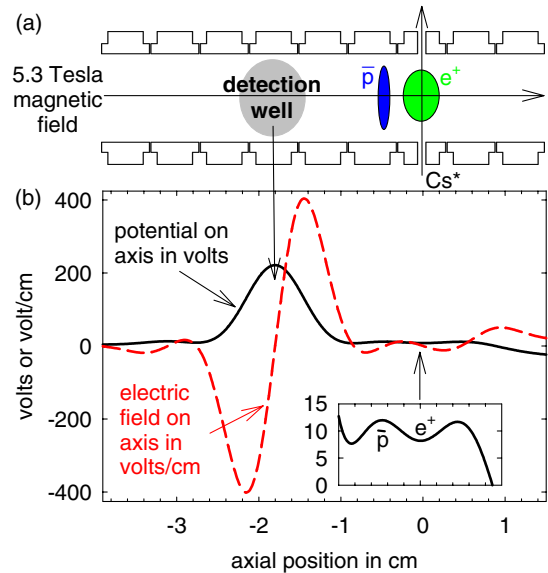 (a)
5.3 Tesla
magnetic
field
detection
well
p̅
e⁺
Cs*
(b)
400
200
0
-200
-400
volts or volt/cm
potential on
axis in volts
electric
field on
axis in
volts/cm
15
10
5
0
p̅
e⁺
-3
-2
-1
0
1
axial position in cm